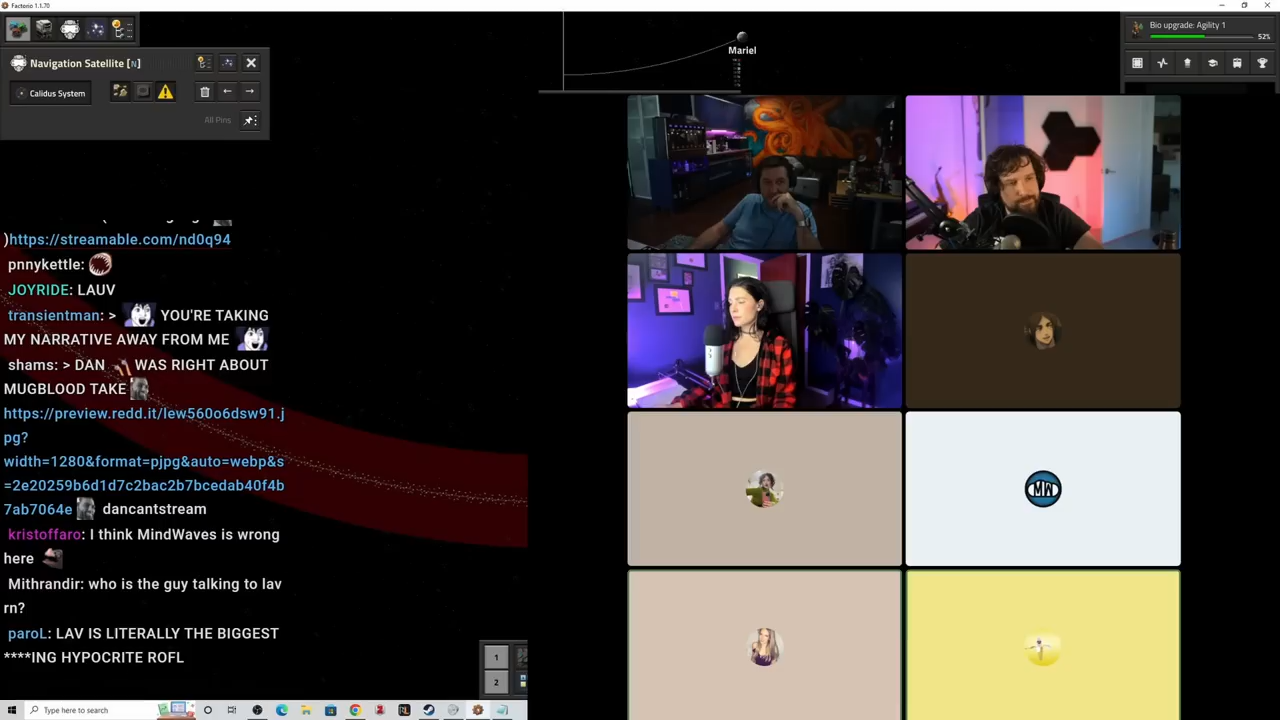 Factorio 1.1.70
Navigation Satellite [N]
Calidus System
All Pins
Mariel
Bio upgrade: Agility 1
52%
)https://streamable.com/nd0q94
pnnykettle:
JOYRIDE: LAUV
transientman: > YOU'RE TAKING
MY NARRATIVE AWAY FROM ME
shams: > DAN WAS RIGHT ABOUT
MUGBLOOD TAKE
https://preview.redd.it/lew560o6dsw91.j
pg?
width=1280&format=pjpg&auto=webp&s
=2e20259b6d1d7c2bac2b7bcedab40f4b
7ab7064e dancantstream
kristoffaro: I think MindWaves is wrong
here
Mithrandir: who is the guy talking to lav
rn?
paroL: LAV IS LITERALLY THE BIGGEST
****ING HYPOCRITE ROFL
MW
1
2
Type here to search